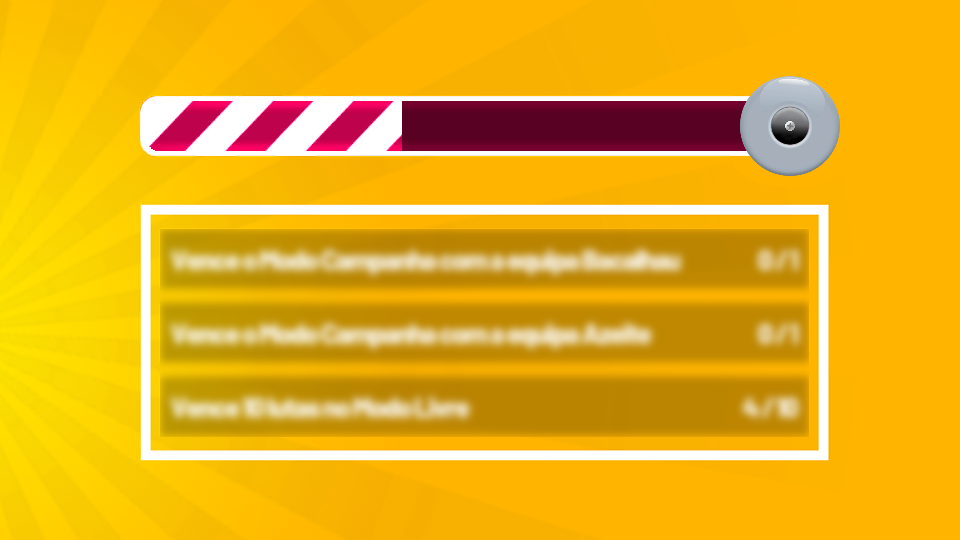 Vence o Modo Campanha com a equipa Bacalhau 0/1
Vence o Modo Campanha com a equipa Azeite 0/1
Vence 10 lutas no Modo Livre 4/10